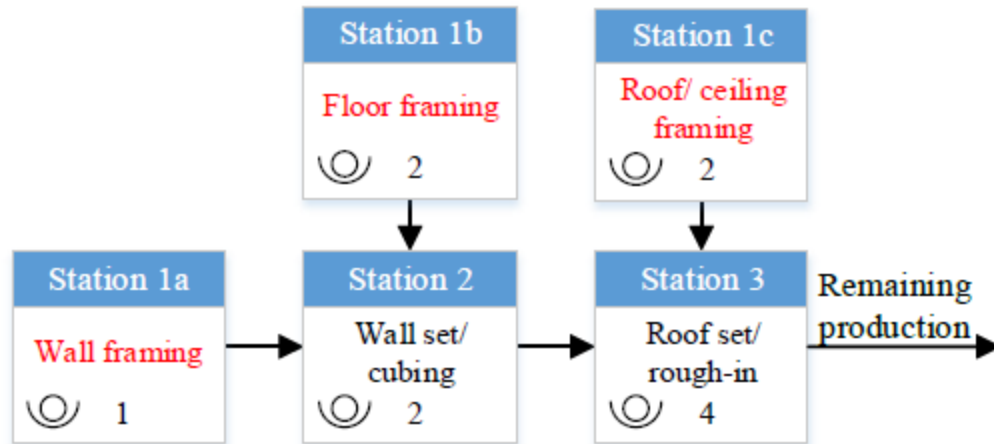 Station 1b
Floor framing
2
Station 1c
Roof/ ceiling
framing
2
Station 1a
Wall framing
1
Station 2
Wall set/
cubing
2
Station 3
Roof set/
rough-in
4
Remaining
production